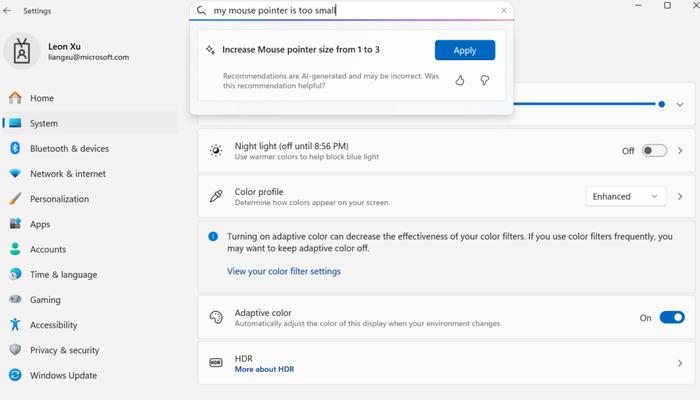 Settings
my mouse pointer is too small
Increase Mouse pointer size from 1 to 3
Apply
Recommendations are AI-generated and may be incorrect. Was
this recommendation helpful?
Leon Xu
liangxu@microsoft.com
Home
System
Bluetooth & devices
Network & internet
Personalization
Apps
Accounts
Time & language
Gaming
Accessibility
Privacy & security
Windows Update
Night light (off until 8:56 PM)
Use warmer colors to help block blue light
Off
Color profile
Determine how colors appear on your screen
Enhanced
Turning on adaptive color can decrease the effectiveness of your color filters. If you use color filters frequently, you
may want to keep adaptive color off.
View your color filter settings
Adaptive color
Automatically adjust the color of this display when your environment changes
On
HDR
HDR
More about HDR